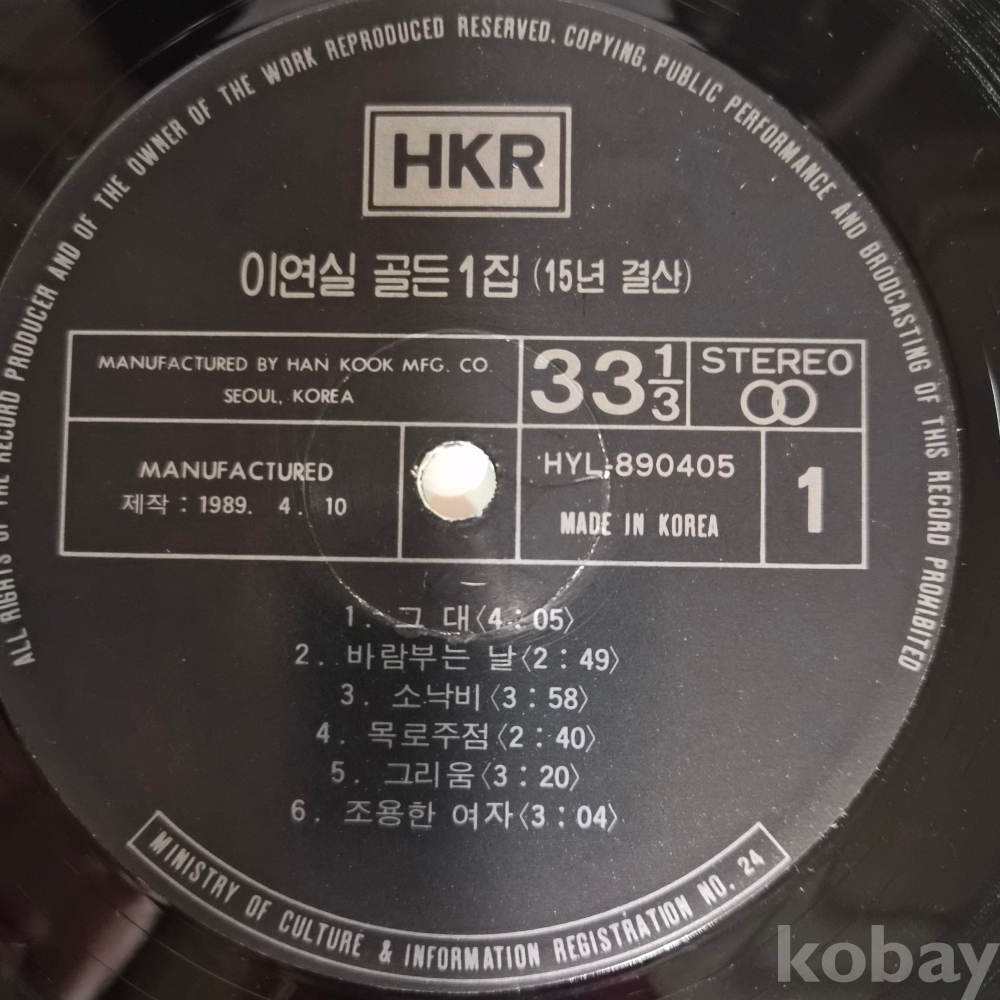 ALL RIGHTS OF THE RECORD PRODUCER AND OF THE OWNER OF THE WORK REPRODUCED RESERVED. COPYING, PUBLIC PERFORMANCE AND BRODCASTING OF THIS RECORD PROHIBITED
HKR
이연실 골든1집 (15년 결산)
MANUFACTURED BY HAN KOOK MFG. CO.
SEOUL, KOREA
33 1/3
STEREO
MANUFACTURED
제작 : 1989. 4. 10
HYL-890405
MADE IN KOREA
1
1. 그 대〈4 : 05〉
2. 바람부는 날〈2 : 49〉
3. 소낙비〈3 : 58〉
4. 목로주점〈2 : 40〉
5. 그리움〈3 : 20〉
6. 조용한 여자〈3 : 04〉
MINISTRY OF CULTURE & INFORMATION REGISTRATION NO. 24
kobay